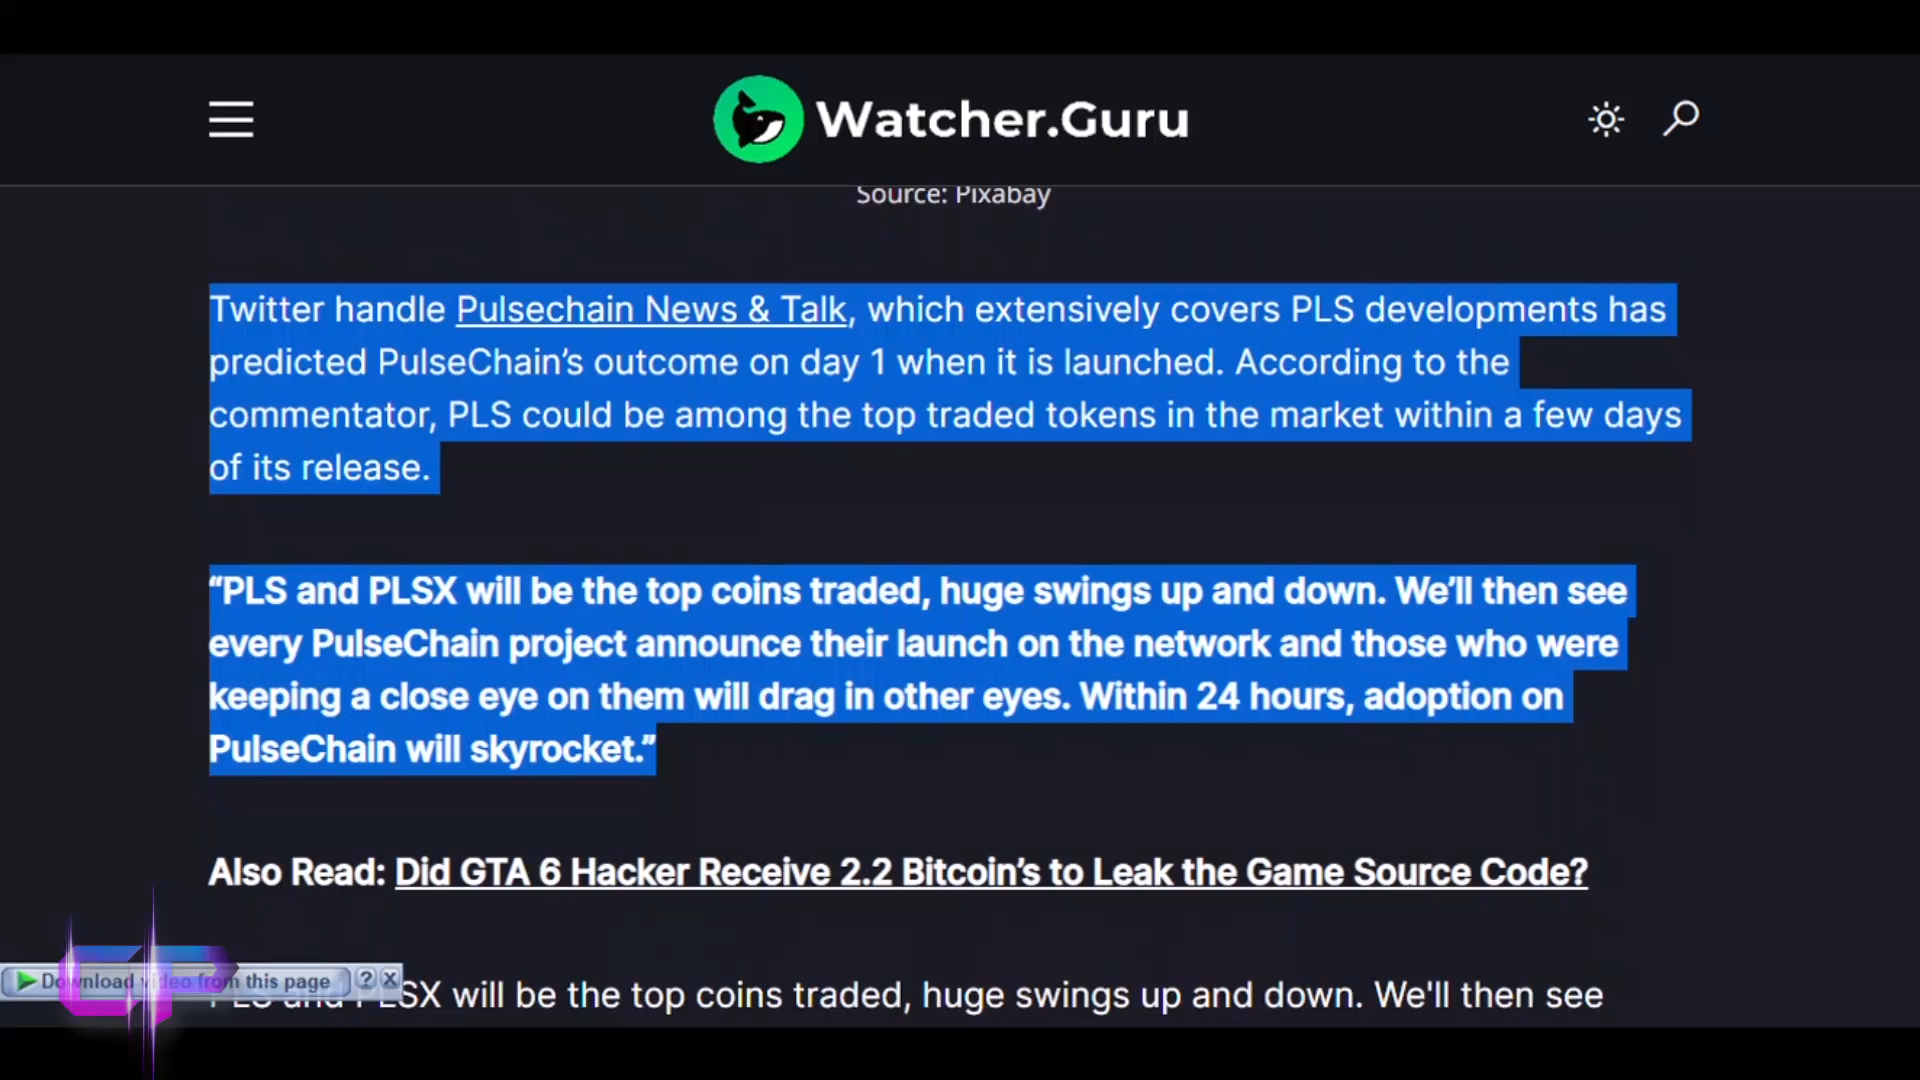 Watcher.Guru
Source: Pixabay
Twitter handle Pulsechain News & Talk, which extensively covers PLS developments has
predicted PulseChain’s outcome on day 1 when it is launched. According to the
commentator, PLS could be among the top traded tokens in the market within a few days
of its release.
“PLS and PLSX will be the top coins traded, huge swings up and down. We’ll then see
every PulseChain project announce their launch on the network and those who were
keeping a close eye on them will drag in other eyes. Within 24 hours, adoption on
PulseChain will skyrocket.”
Also Read: Did GTA 6 Hacker Receive 2.2 Bitcoin’s to Leak the Game Source Code?
Download video from this page ? X
PLS and PLSX will be the top coins traded, huge swings up and down. We'll then see